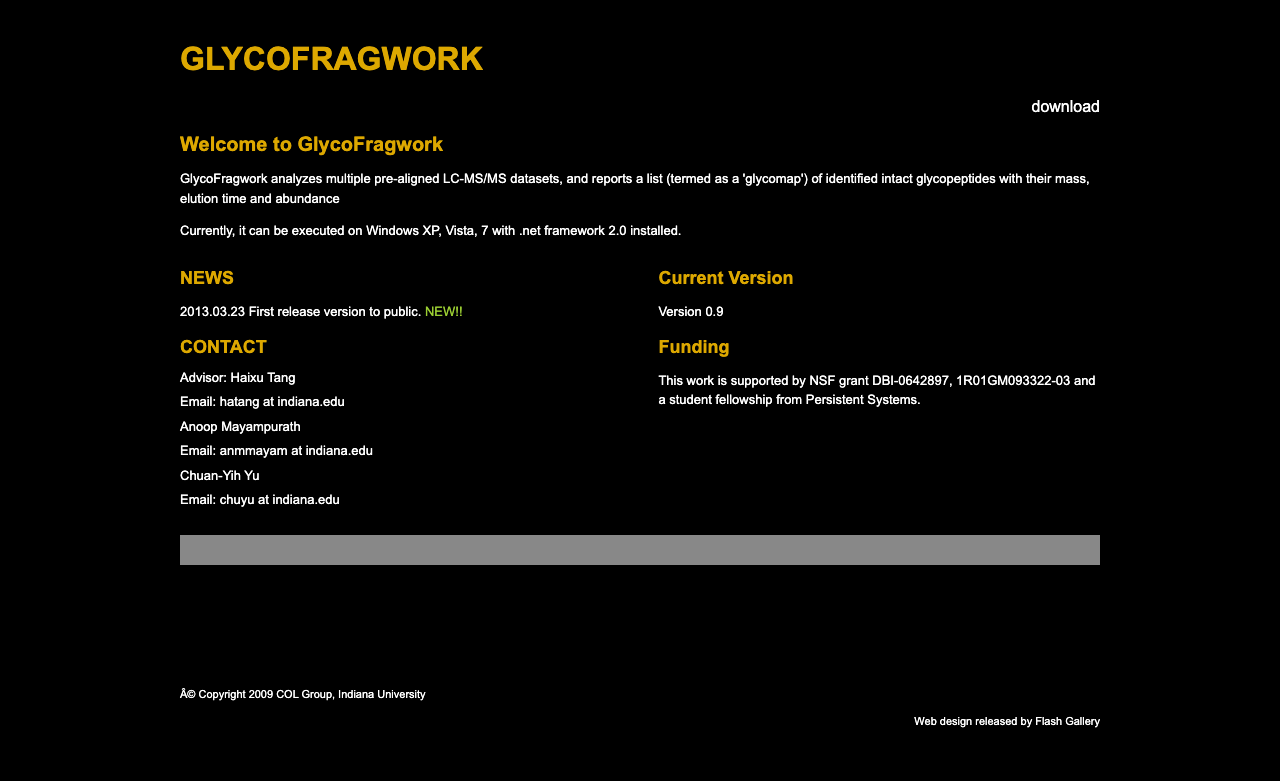 GLYCOFRAGWORK
download
Welcome to GlycoFragwork
GlycoFragwork analyzes multiple pre-aligned LC-MS/MS datasets, and reports a list (termed as a 'glycomap') of identified intact glycopeptides with their mass,
elution time and abundance
Currently, it can be executed on Windows XP, Vista, 7 with .net framework 2.0 installed.
NEWS
2013.03.23 First release version to public. NEW!!
CONTACT
Advisor: Haixu Tang
Email: hatang at indiana.edu
Anoop Mayampurath
Email: anmmayam at indiana.edu
Chuan-Yih Yu
Email: chuyu at indiana.edu
Current Version
Version 0.9
Funding
This work is supported by NSF grant DBI-0642897, 1R01GM093322-03 and
a student fellowship from Persistent Systems.
Â© Copyright 2009 COL Group, Indiana University
Web design released by Flash Gallery